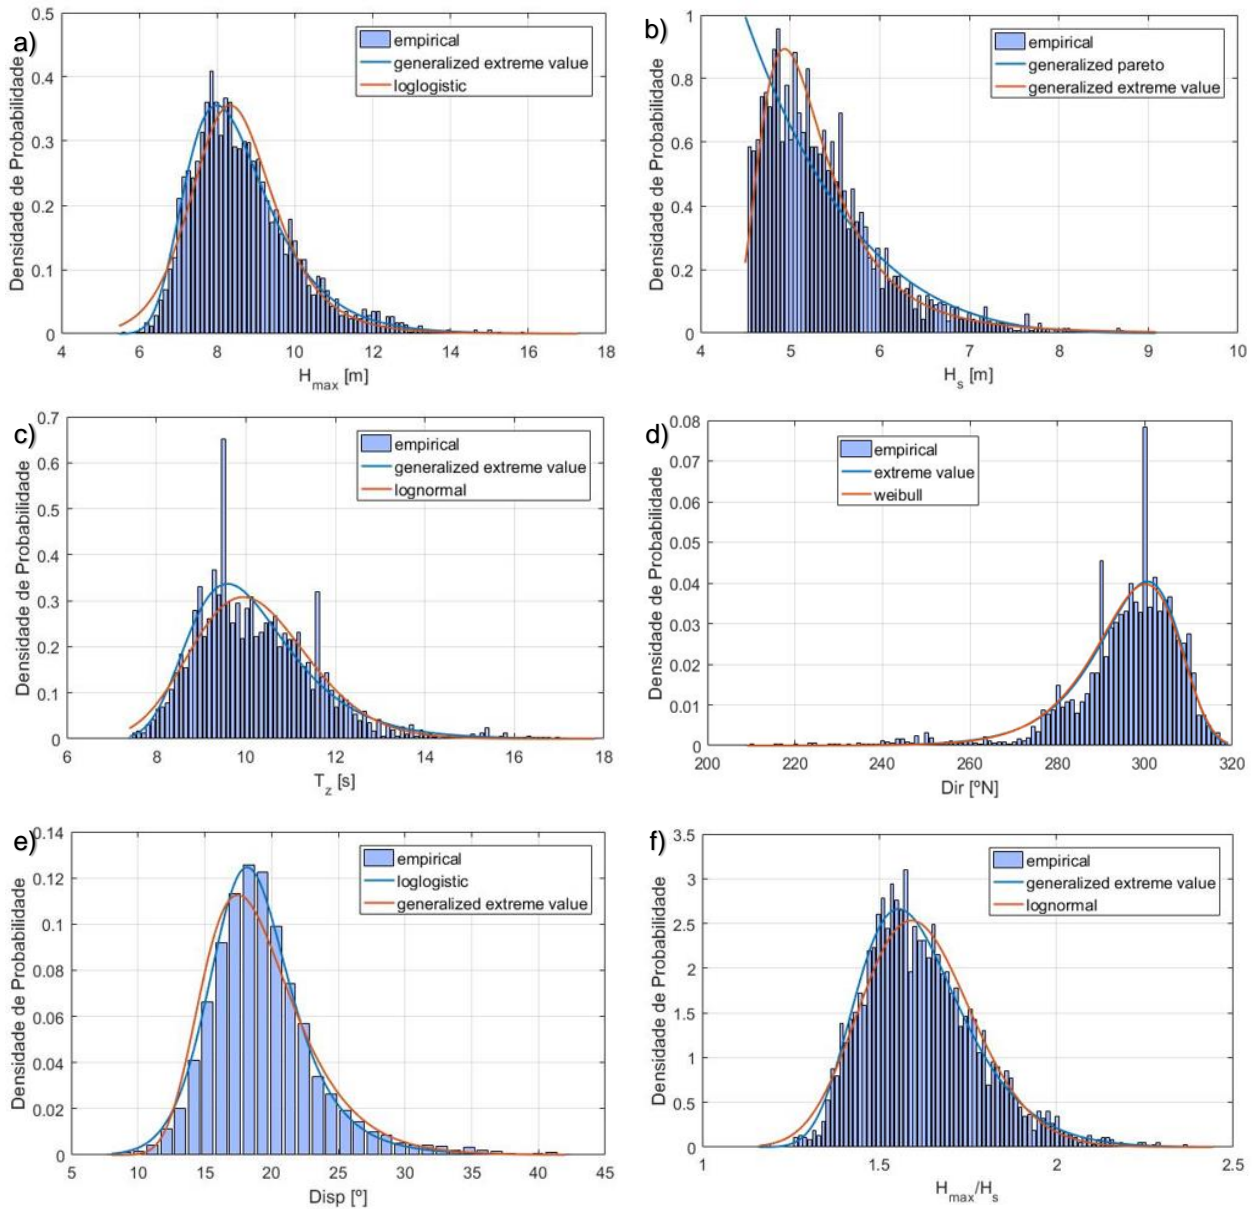 a)
0.5
0.4
0.3
0.2
0.1
0
Densidade de Probabilidade
empirical
generalized extreme value
loglogistic
4 6 8 10 12 14 16 18
Hmax [m]
b)
1
0.8
0.6
0.4
0.2
0
Densidade de Probabilidade
empirical
generalized pareto
generalized extreme value
4 5 6 7 8 9 10
Hs [m]
c)
0.7
0.6
0.5
0.4
0.3
0.2
0.1
0
Densidade de Probabilidade
empirical
generalized extreme value
lognormal
6 8 10 12 14 16 18
Tz [s]
d)
0.08
0.07
0.06
0.05
0.04
0.03
0.02
0.01
0
Densidade de Probabilidade
empirical
extreme value
weibull
200 220 240 260 280 300 320
Dir [ºN]
e)
0.14
0.12
0.1
0.08
0.06
0.04
0.02
0
Densidade de Probabilidade
empirical
loglogistic
generalized extreme value
5 10 15 20 25 30 35 40 45
Disp [º]
f)
3.5
3
2.5
2
1.5
1
0.5
0
Densidade de Probabilidade
empirical
generalized extreme value
lognormal
1 1.5 2 2.5
Hmax/Hs